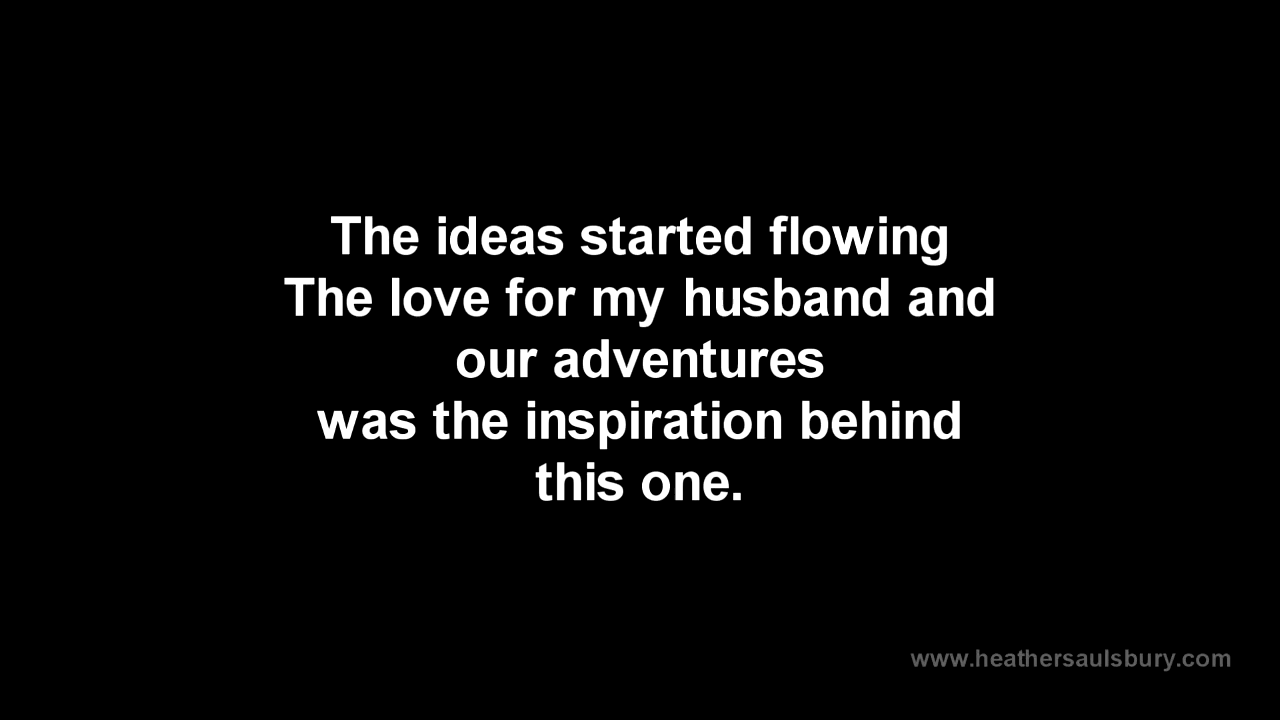 The ideas started flowing
The love for my husband and
our adventures
was the inspiration behind
this one.
www.heathersaulsbury.com